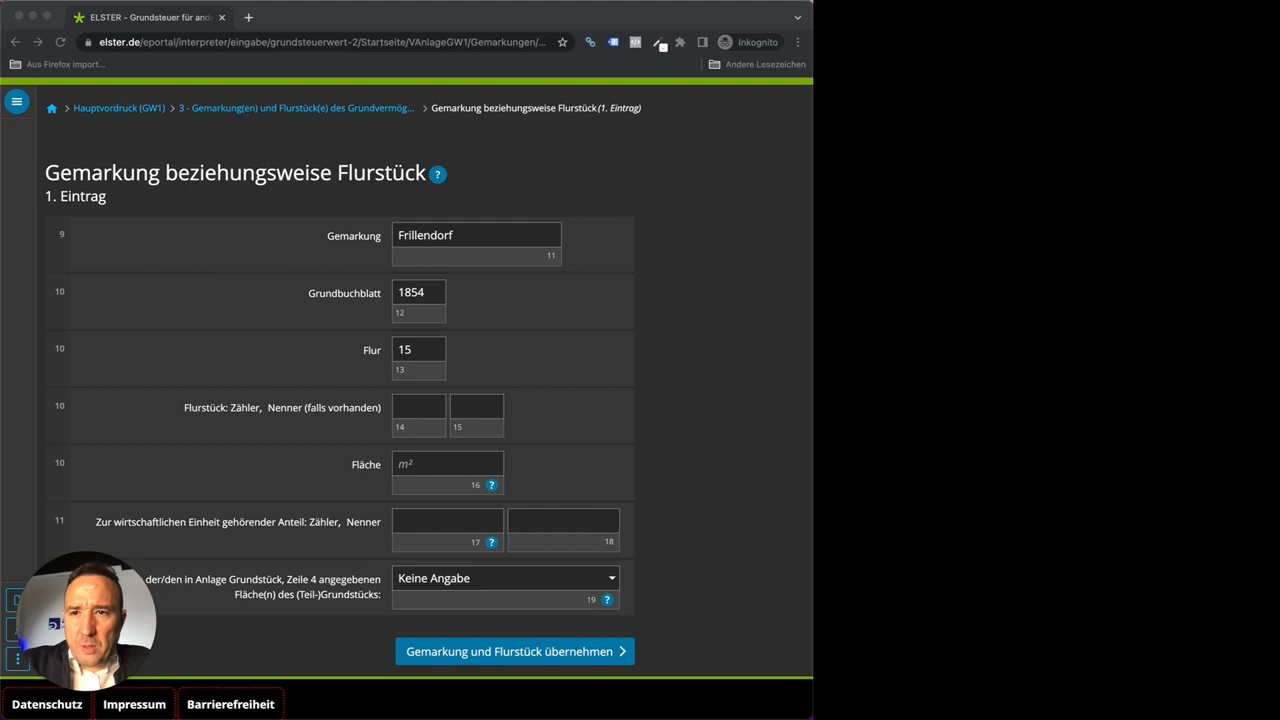 ELSTER - Grundsteuer für and
elster.de/eportal/interpreter/eingabe/grundsteuerwert-2/Startseite/VAnlageGW1/Gemarkungen/...
Inkognito
Aus Firefox import...
Andere Lesezeichen
Hauptvordruck (GW1)
3 - Gemarkung(en) und Flurstück(e) des Grundvermög...
Gemarkung beziehungsweise Flurstück (1. Eintrag)
Gemarkung beziehungsweise Flurstück ?
1. Eintrag
9 Gemarkung Frillendorf
11
10 Grundbuchblatt 1854
12
10 Flur 15
13
10 Flurstück: Zähler, Nenner (falls vorhanden)
14 15
10 Fläche m²
16 ?
11 Zur wirtschaftlichen Einheit gehörender Anteil: Zähler, Nenner
17 ? 18
der/den in Anlage Grundstück, Zeile 4 angegebenen
Fläche(n) des (Teil-)Grundstücks:
Keine Angabe
19 ?
Gemarkung und Flurstück übernehmen
Datenschutz
Impressum
Barrierefreiheit